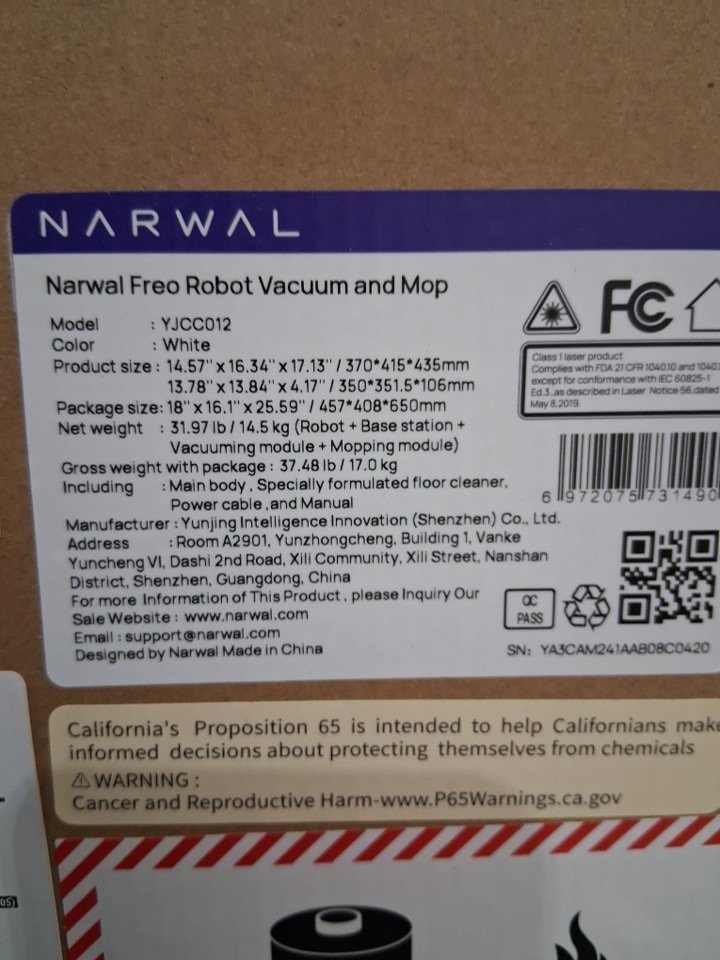 NARWAL
Narwal Freo Robot Vacuum and Mop
Model : YJCC012
Color : White
Product size : 14.57" x 16.34" x 17.13" / 370*415*435mm
13.78" x 13.84" x 4.17" / 350*351.5*106mm
Package size: 18" x 16.1" x 25.59" / 457*408*650mm
Net weight : 31.97 lb / 14.5 kg (Robot + Base station +
Vacuuming module + Mopping module)
Gross weight with package : 37.48 lb / 17.0 kg
Including : Main body , Specially formulated floor cleaner,
Power cable ,and Manual
Manufacturer : Yunjing Intelligence Innovation (Shenzhen) Co., Ltd.
Address : Room A2901, Yunzhongcheng, Building 1, Vanke
Yuncheng VI, Dashi 2nd Road, Xili Community, Xili Street, Nanshan
District, Shenzhen, Guangdong, China
For more Information of This Product , please Inquiry Our
Sale Website : www.narwal.com
Email : support@narwal.com
Designed by Narwal Made in China
FC
Class 1 laser product
Complies with FDA 21 CFR 1040.10 and 1040.
except for conformance with IEC 60825-1
Ed.3.,as described in Laser Notice 56, dated
May 8,2019.
6 972075 731490
QC
PASS
SN: YA3CAM241AAB08C0420
California's Proposition 65 is intended to help Californians make
informed decisions about protecting themselves from chemicals
⚠WARNING :
Cancer and Reproductive Harm-www.P65Warnings.ca.gov
05)